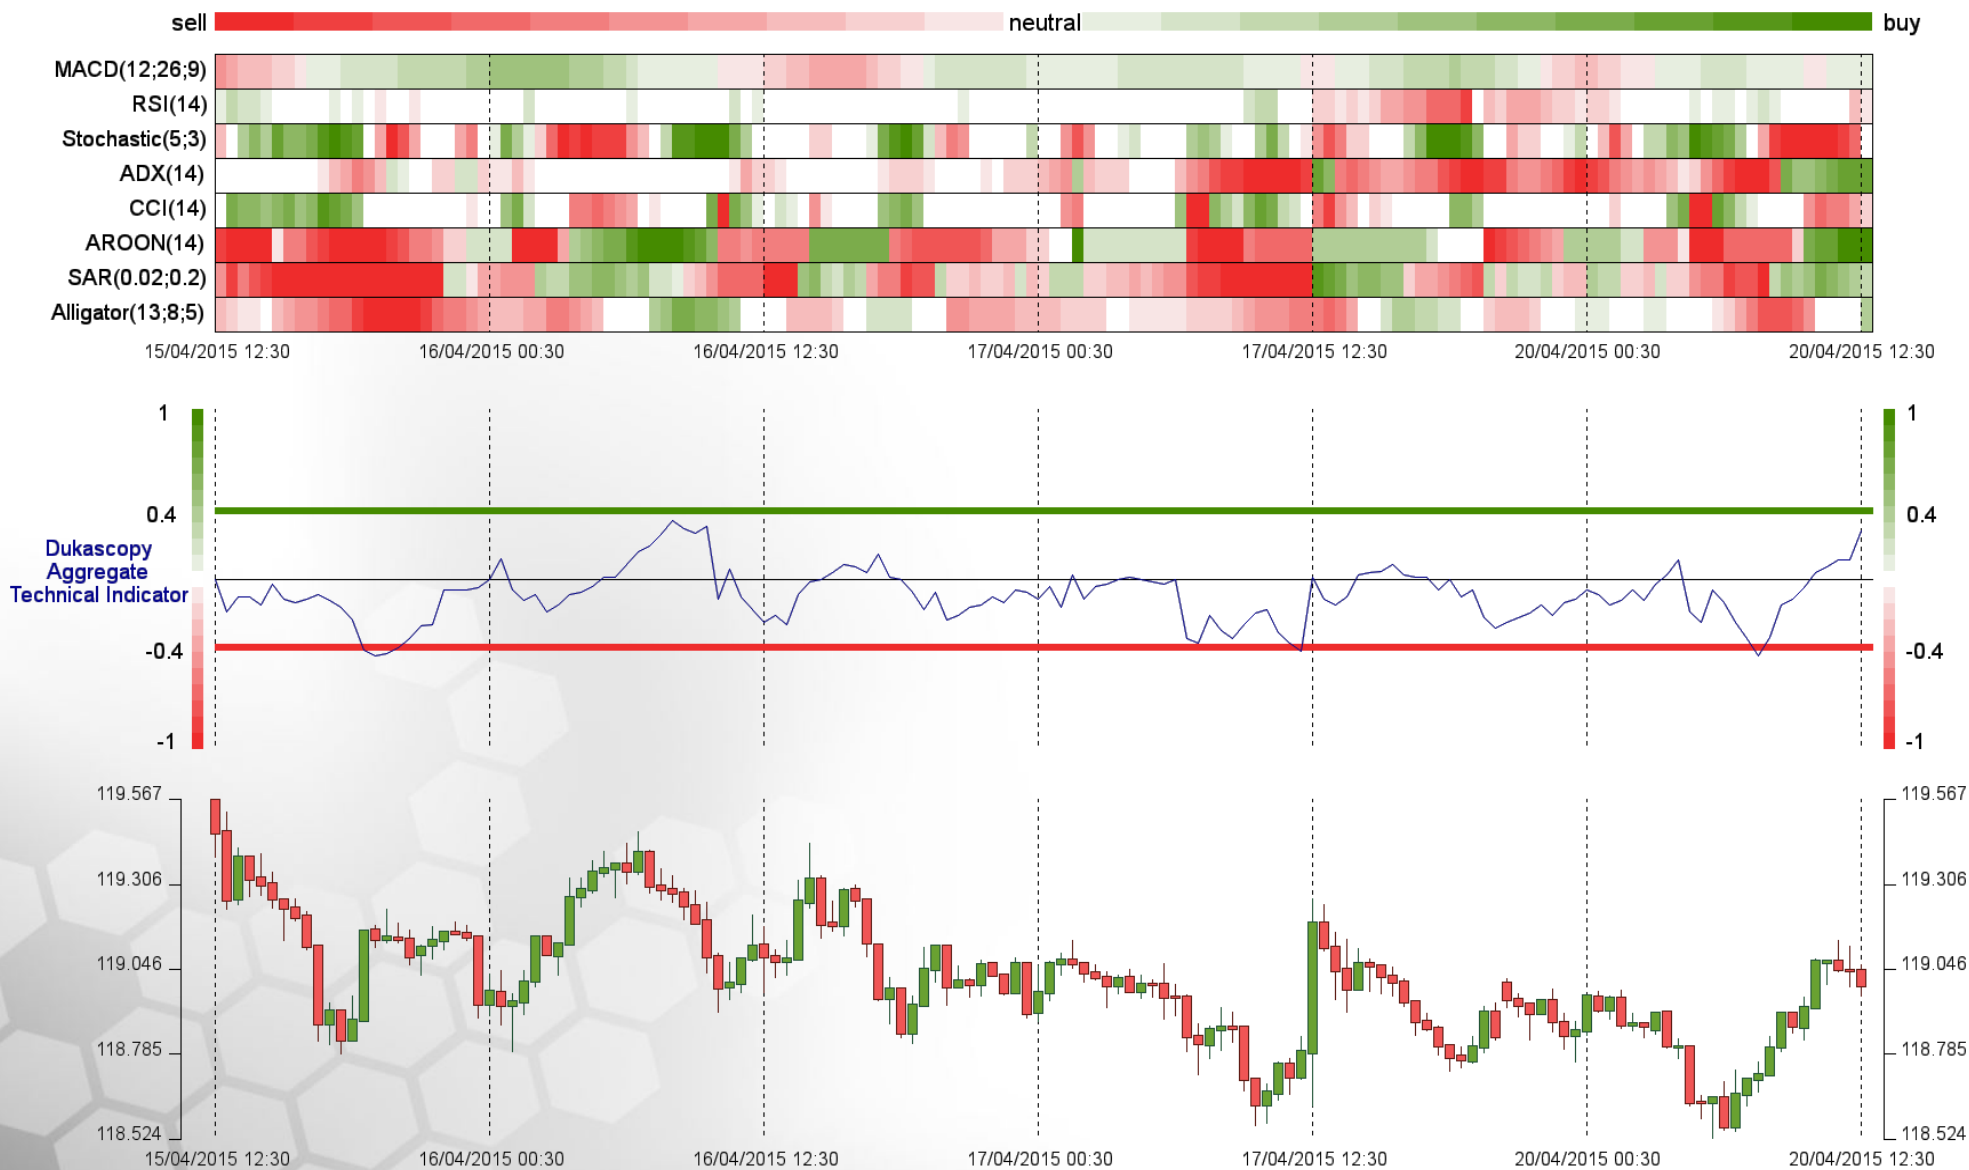 sell neutral buy
MACD(12;26;9)
RSI(14)
Stochastic(5;3)
ADX(14)
CCI(14)
AROON(14)
SAR(0.02;0.2)
Alligator(13;8;5)
15/04/2015 12:30 16/04/2015 00:30 16/04/2015 12:30 17/04/2015 00:30 17/04/2015 12:30 20/04/2015 00:30 20/04/2015 12:30
1 1
0.4 0.4
Dukascopy
Aggregate
Technical Indicator
-0.4 -0.4
-1 -1
119.567 119.567
119.306 119.306
119.046 119.046
118.785 118.785
118.524 118.524
15/04/2015 12:30 16/04/2015 00:30 16/04/2015 12:30 17/04/2015 00:30 17/04/2015 12:30 20/04/2015 00:30 20/04/2015 12:30